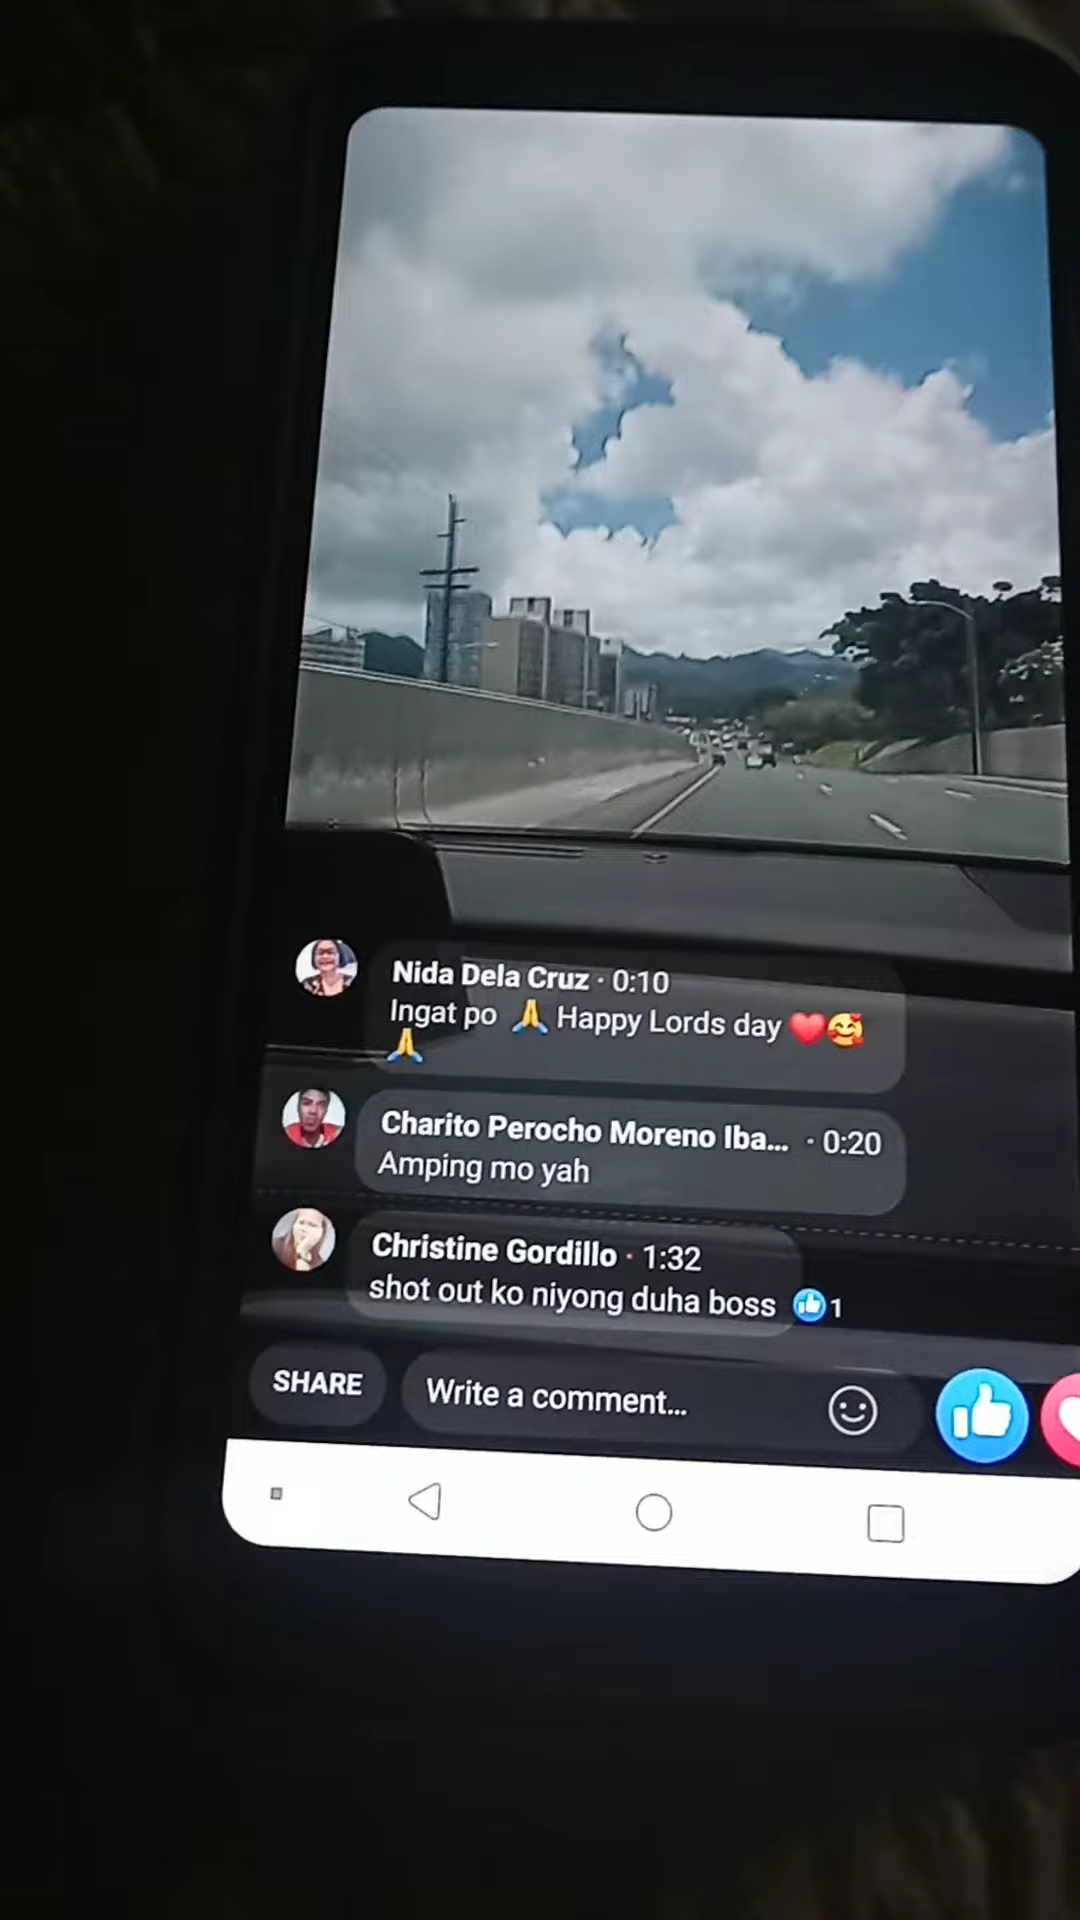 Nida Dela Cruz · 0:10
Ingat po 🙏 Happy Lords day ❤️🥰
🙏
Charito Perocho Moreno Iba... · 0:20
Amping mo yah
Christine Gordillo · 1:32
shot out ko niyong duha boss 👍 1
SHARE
Write a comment...